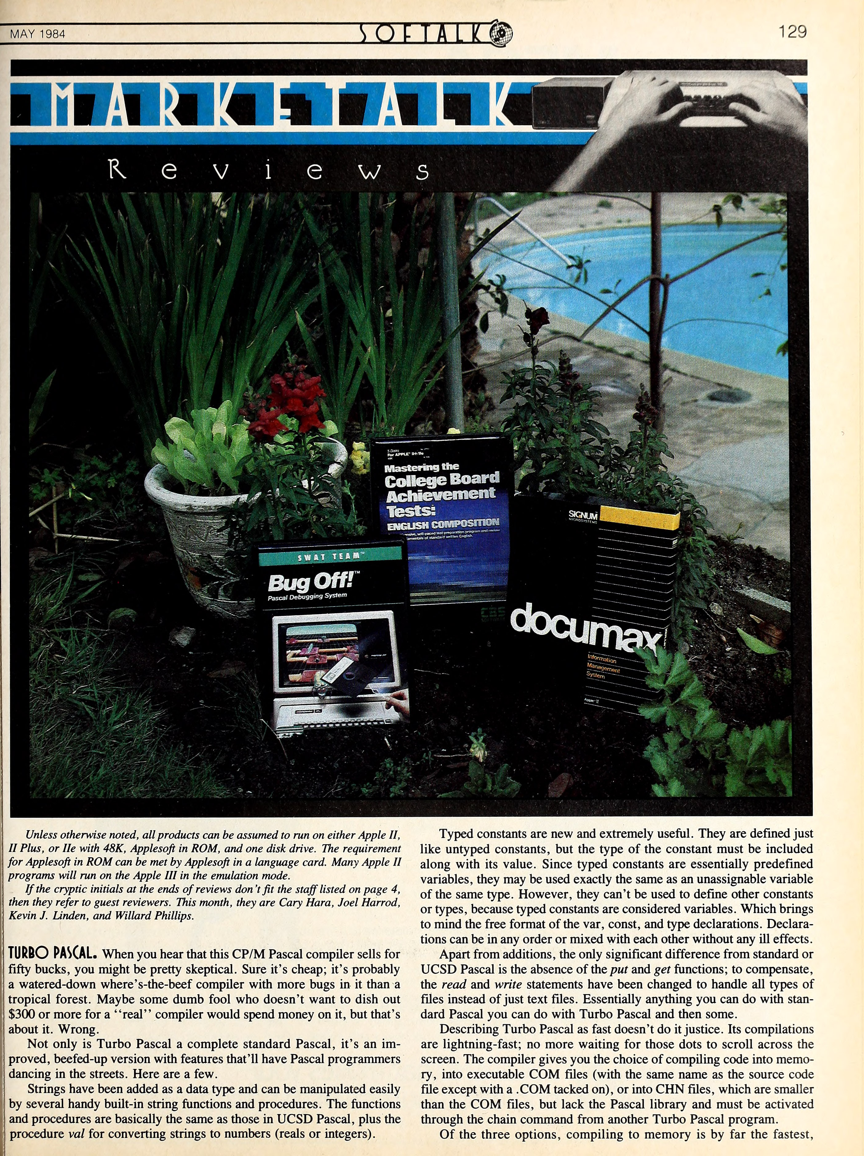 MAY 1984
SOFTALK
129
MARKETALK
Reviews
For APPLE® II+/IIe
Mastering the
College Board
Achievement
Tests:
ENGLISH COMPOSITION
SWAT TEAM™
Bug Off!™
Pascal Debugging System
SIGNUM
MICROSYSTEMS
documax
Information
Management
System
CBS
Unless otherwise noted, all products can be assumed to run on either Apple II,
II Plus, or IIe with 48K, Applesoft in ROM, and one disk drive. The requirement
for Applesoft in ROM can be met by Applesoft in a language card. Many Apple II
programs will run on the Apple III in the emulation mode.
If the cryptic initials at the ends of reviews don't fit the staff listed on page 4,
then they refer to guest reviewers. This month, they are Cary Hara, Joel Harrod,
Kevin J. Linden, and Willard Phillips.
TURBO PASCAL. When you hear that this CP/M Pascal compiler sells for
fifty bucks, you might be pretty skeptical. Sure it's cheap; it's probably
a watered-down where's-the-beef compiler with more bugs in it than a
tropical forest. Maybe some dumb fool who doesn't want to dish out
$300 or more for a "real" compiler would spend money on it, but that's
about it. Wrong.
Not only is Turbo Pascal a complete standard Pascal, it's an im-
proved, beefed-up version with features that'll have Pascal programmers
dancing in the streets. Here are a few.
Strings have been added as a data type and can be manipulated easily
by several handy built-in string functions and procedures. The functions
and procedures are basically the same as those in UCSD Pascal, plus the
procedure val for converting strings to numbers (reals or integers).
Typed constants are new and extremely useful. They are defined just
like untyped constants, but the type of the constant must be included
along with its value. Since typed constants are essentially predefined
variables, they may be used exactly the same as an unassignable variable
of the same type. However, they can't be used to define other constants
or types, because typed constants are considered variables. Which brings
to mind the free format of the var, const, and type declarations. Declara-
tions can be in any order or mixed with each other without any ill effects.
Apart from additions, the only significant difference from standard or
UCSD Pascal is the absence of the put and get functions; to compensate,
the read and write statements have been changed to handle all types of
files instead of just text files. Essentially anything you can do with stan-
dard Pascal you can do with Turbo Pascal and then some.
Describing Turbo Pascal as fast doesn't do it justice. Its compilations
are lightning-fast; no more waiting for those dots to scroll across the
screen. The compiler gives you the choice of compiling code into memo-
ry, into executable COM files (with the same name as the source code
file except with a .COM tacked on), or into CHN files, which are smaller
than the COM files, but lack the Pascal library and must be activated
through the chain command from another Turbo Pascal program.
Of the three options, compiling to memory is by far the fastest,